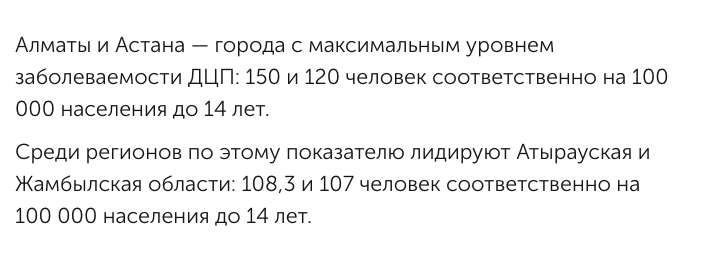 Алматы и Астана — города с максимальным уровнем
заболеваемости ДЦП: 150 и 120 человек соответственно на 100
000 населения до 14 лет.
Среди регионов по этому показателю лидируют Атырауская и
Жамбылская области: 108,3 и 107 человек соответственно на
100 000 населения до 14 лет.